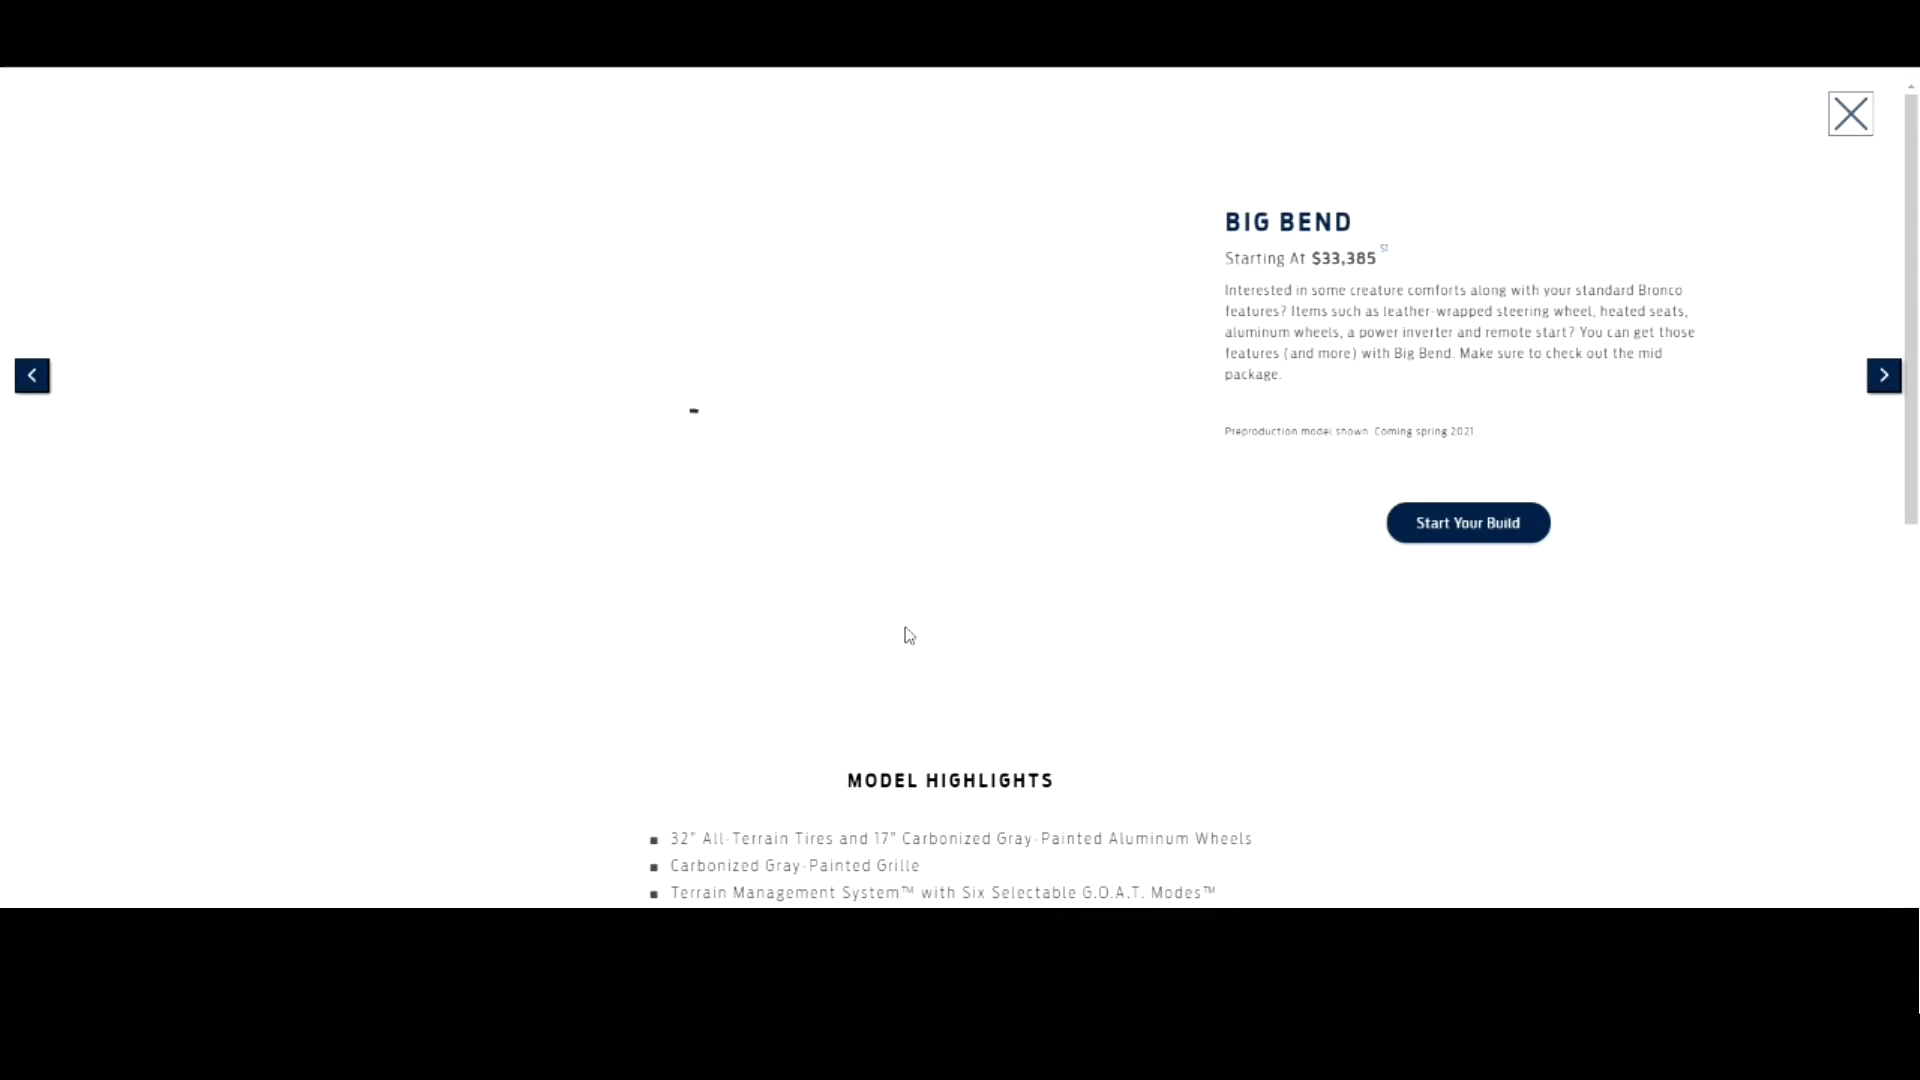 BIG BEND
Starting At $33,385 S1
Interested in some creature comforts along with your standard Bronco
features? Items such as leather-wrapped steering wheel, heated seats,
aluminum wheels, a power inverter and remote start? You can get those
features (and more) with Big Bend. Make sure to check out the mid
package.
Preproduction model shown. Coming spring 2021
Start Your Build
MODEL HIGHLIGHTS
▪ 32" All-Terrain Tires and 17" Carbonized Gray-Painted Aluminum Wheels
▪ Carbonized Gray-Painted Grille
▪ Terrain Management System™ with Six Selectable G.O.A.T. Modes™